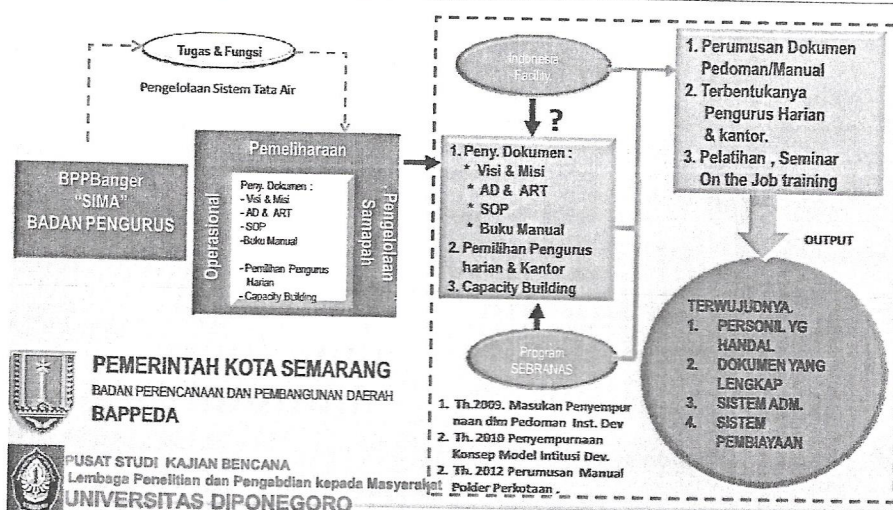 Tugas & Fungsi
Pengelolaan Sistem Tata Air
BPPBanger
"SIMA"
BADAN PENGURUS
Pemeliharaan
Operasional
Peny. Dokumen :
- Visi & Misi
- AD & ART
- SOP
-Buku Manual
- Pemilihan Pengurus
Harian
- Capacity Building
Pengelolaan
Samapah
Indonesia
Facility.
?
1. Peny. Dokumen :
* Visi & Misi
* AD & ART
* SOP
* Buku Manual
2. Pemilihan Pengurus
harian & Kantor
3. Capacity Building
Program
SEBRANAS
1. Th.2009. Masukan Penyempur
naan dlm Pedoman Inst. Dev
2. Th. 2010 Penyempurnaan
Konsep Model Intitusi Dev.
2. Th. 2012 Perumusan Manual
Polder Perkotaan .
1. Perumusan Dokumen
Pedoman/Manual
2. Terbentukanya
Pengurus Harian
& kantor.
3. Pelatihan , Seminar
On the Job training
OUTPUT
TERWUJUDNYA.
1. PERSONIL YG
HANDAL
2. DOKUMEN YANG
LENGKAP
3. SISTEM ADM.
4. SISTEM
PEMBIAYAAN
PEMERINTAH KOTA SEMARANG
BADAN PERENCANAAN DAN PEMBANGUNAN DAERAH
BAPPEDA
PUSAT STUDI KAJIAN BENCANA
Lembaga Penelitian dan Pengabdian kepada Masyarakat
UNIVERSITAS DIPONEGORO